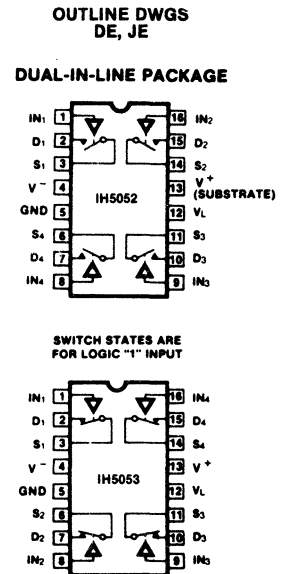 OUTLINE DWGS
DE, JE
DUAL-IN-LINE PACKAGE
IN1 1 16 IN2
D1 2 15 D2
S1 3 14 S2
V− 4 13 V+
(SUBSTRATE)
IH5052
GND 5 12 VL
S4 6 11 S3
D4 7 10 D3
IN4 8 9 IN3
SWITCH STATES ARE
FOR LOGIC "1" INPUT
IN1 1 16 IN4
D1 2 15 D4
S1 3 14 S4
V− 4 13 V+
IH5053
GND 5 12 VL
S2 6 11 S3
D2 7 10 D3
IN2 8 9 IN3